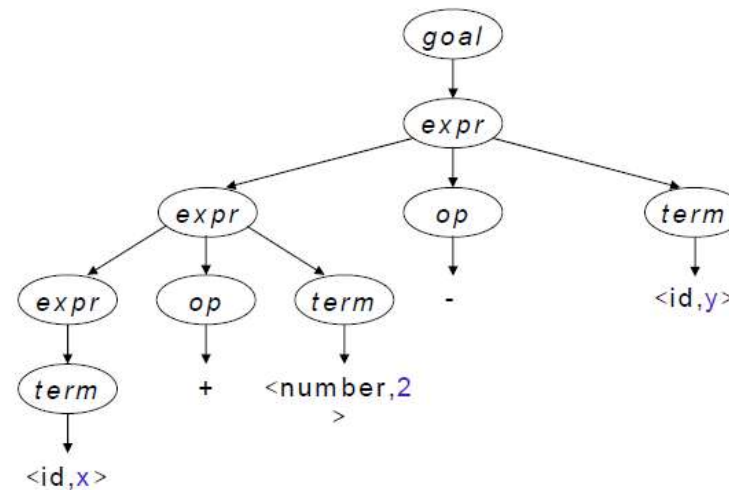 goal
expr
expr op term
expr op term - <id,y>
term + <number,2
>
<id,x>